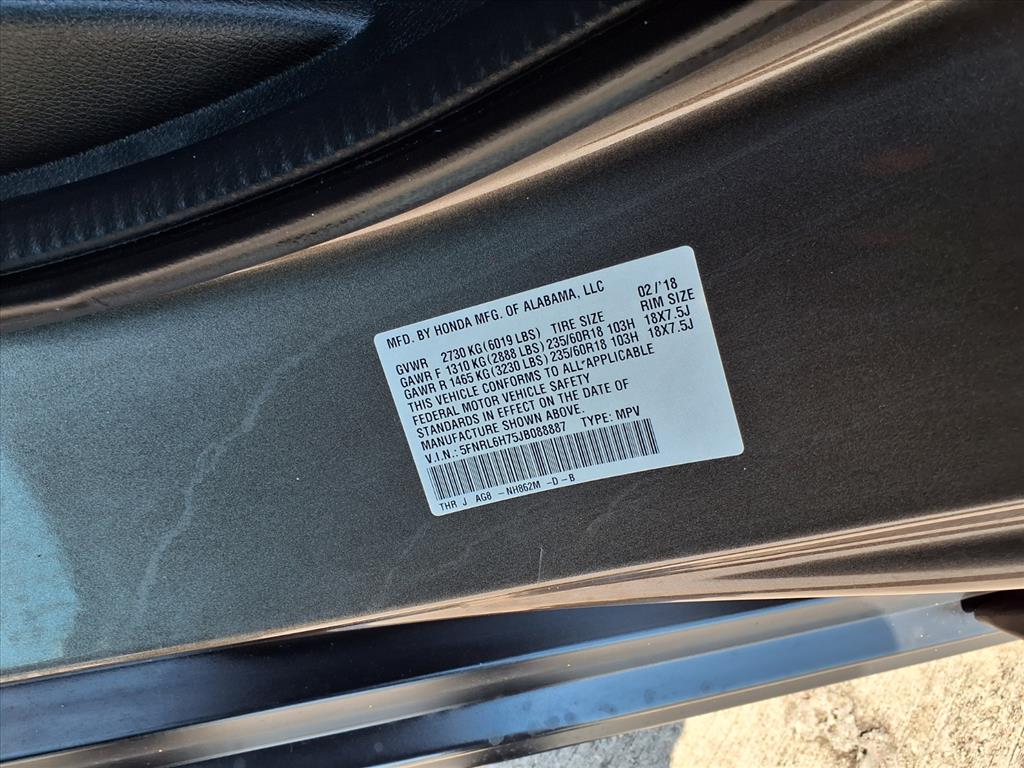 MFD. BY HONDA MFG. OF ALABAMA, LLC 02/'18
GVWR 2730 KG(6019 LBS) TIRE SIZE RIM SIZE
GAWR F 1310 KG(2888 LBS) 235/60R18 103H 18X7.5J
GAWR R 1465 KG(3230 LBS) 235/60R18 103H 18X7.5J
THIS VEHICLE CONFORMS TO ALL APPLICABLE
FEDERAL MOTOR VEHICLE SAFETY
STANDARDS IN EFFECT ON THE DATE OF
MANUFACTURE SHOWN ABOVE.
V.I.N.: 5FNRL6H75JB088887 TYPE: MPV
THR J AG8 -NH862M -D-B